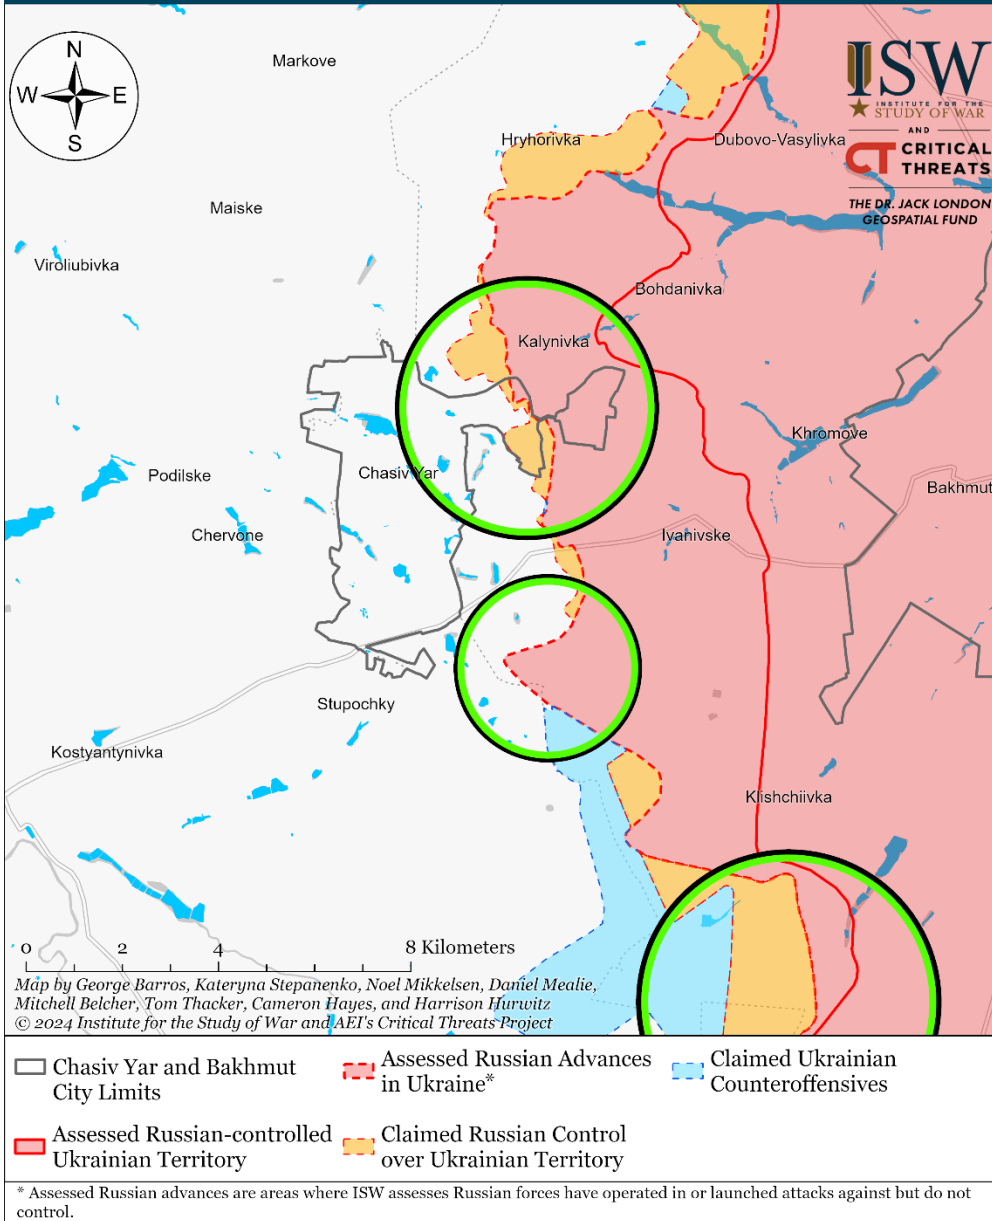 N
W E
S
Markove
ISW
INSTITUTE FOR THE
STUDY OF WAR
AND
CT CRITICAL
THREATS
THE DR. JACK LONDON
GEOSPATIAL FUND
Hryhorivka
Dubovo-Vasylivka
Maiske
Viroliubivka
Bohdanivka
Kalynivka
Khromove
Podilske
Chasiv Yar
Bakhmut
Chervone
Ivanivske
Stupochky
Kostyantynivka
Klishchiivka
0 2 4 8 Kilometers
Map by George Barros, Kateryna Stepanenko, Noel Mikkelsen, Daniel Mealie,
Mitchell Belcher, Tom Thacker, Cameron Hayes, and Harrison Hurwitz
© 2024 Institute for the Study of War and AEI's Critical Threats Project
Chasiv Yar and Bakhmut
City Limits
Assessed Russian Advances
in Ukraine*
Claimed Ukrainian
Counteroffensives
Assessed Russian-controlled
Ukrainian Territory
Claimed Russian Control
over Ukrainian Territory
* Assessed Russian advances are areas where ISW assesses Russian forces have operated in or launched attacks against but do not
control.